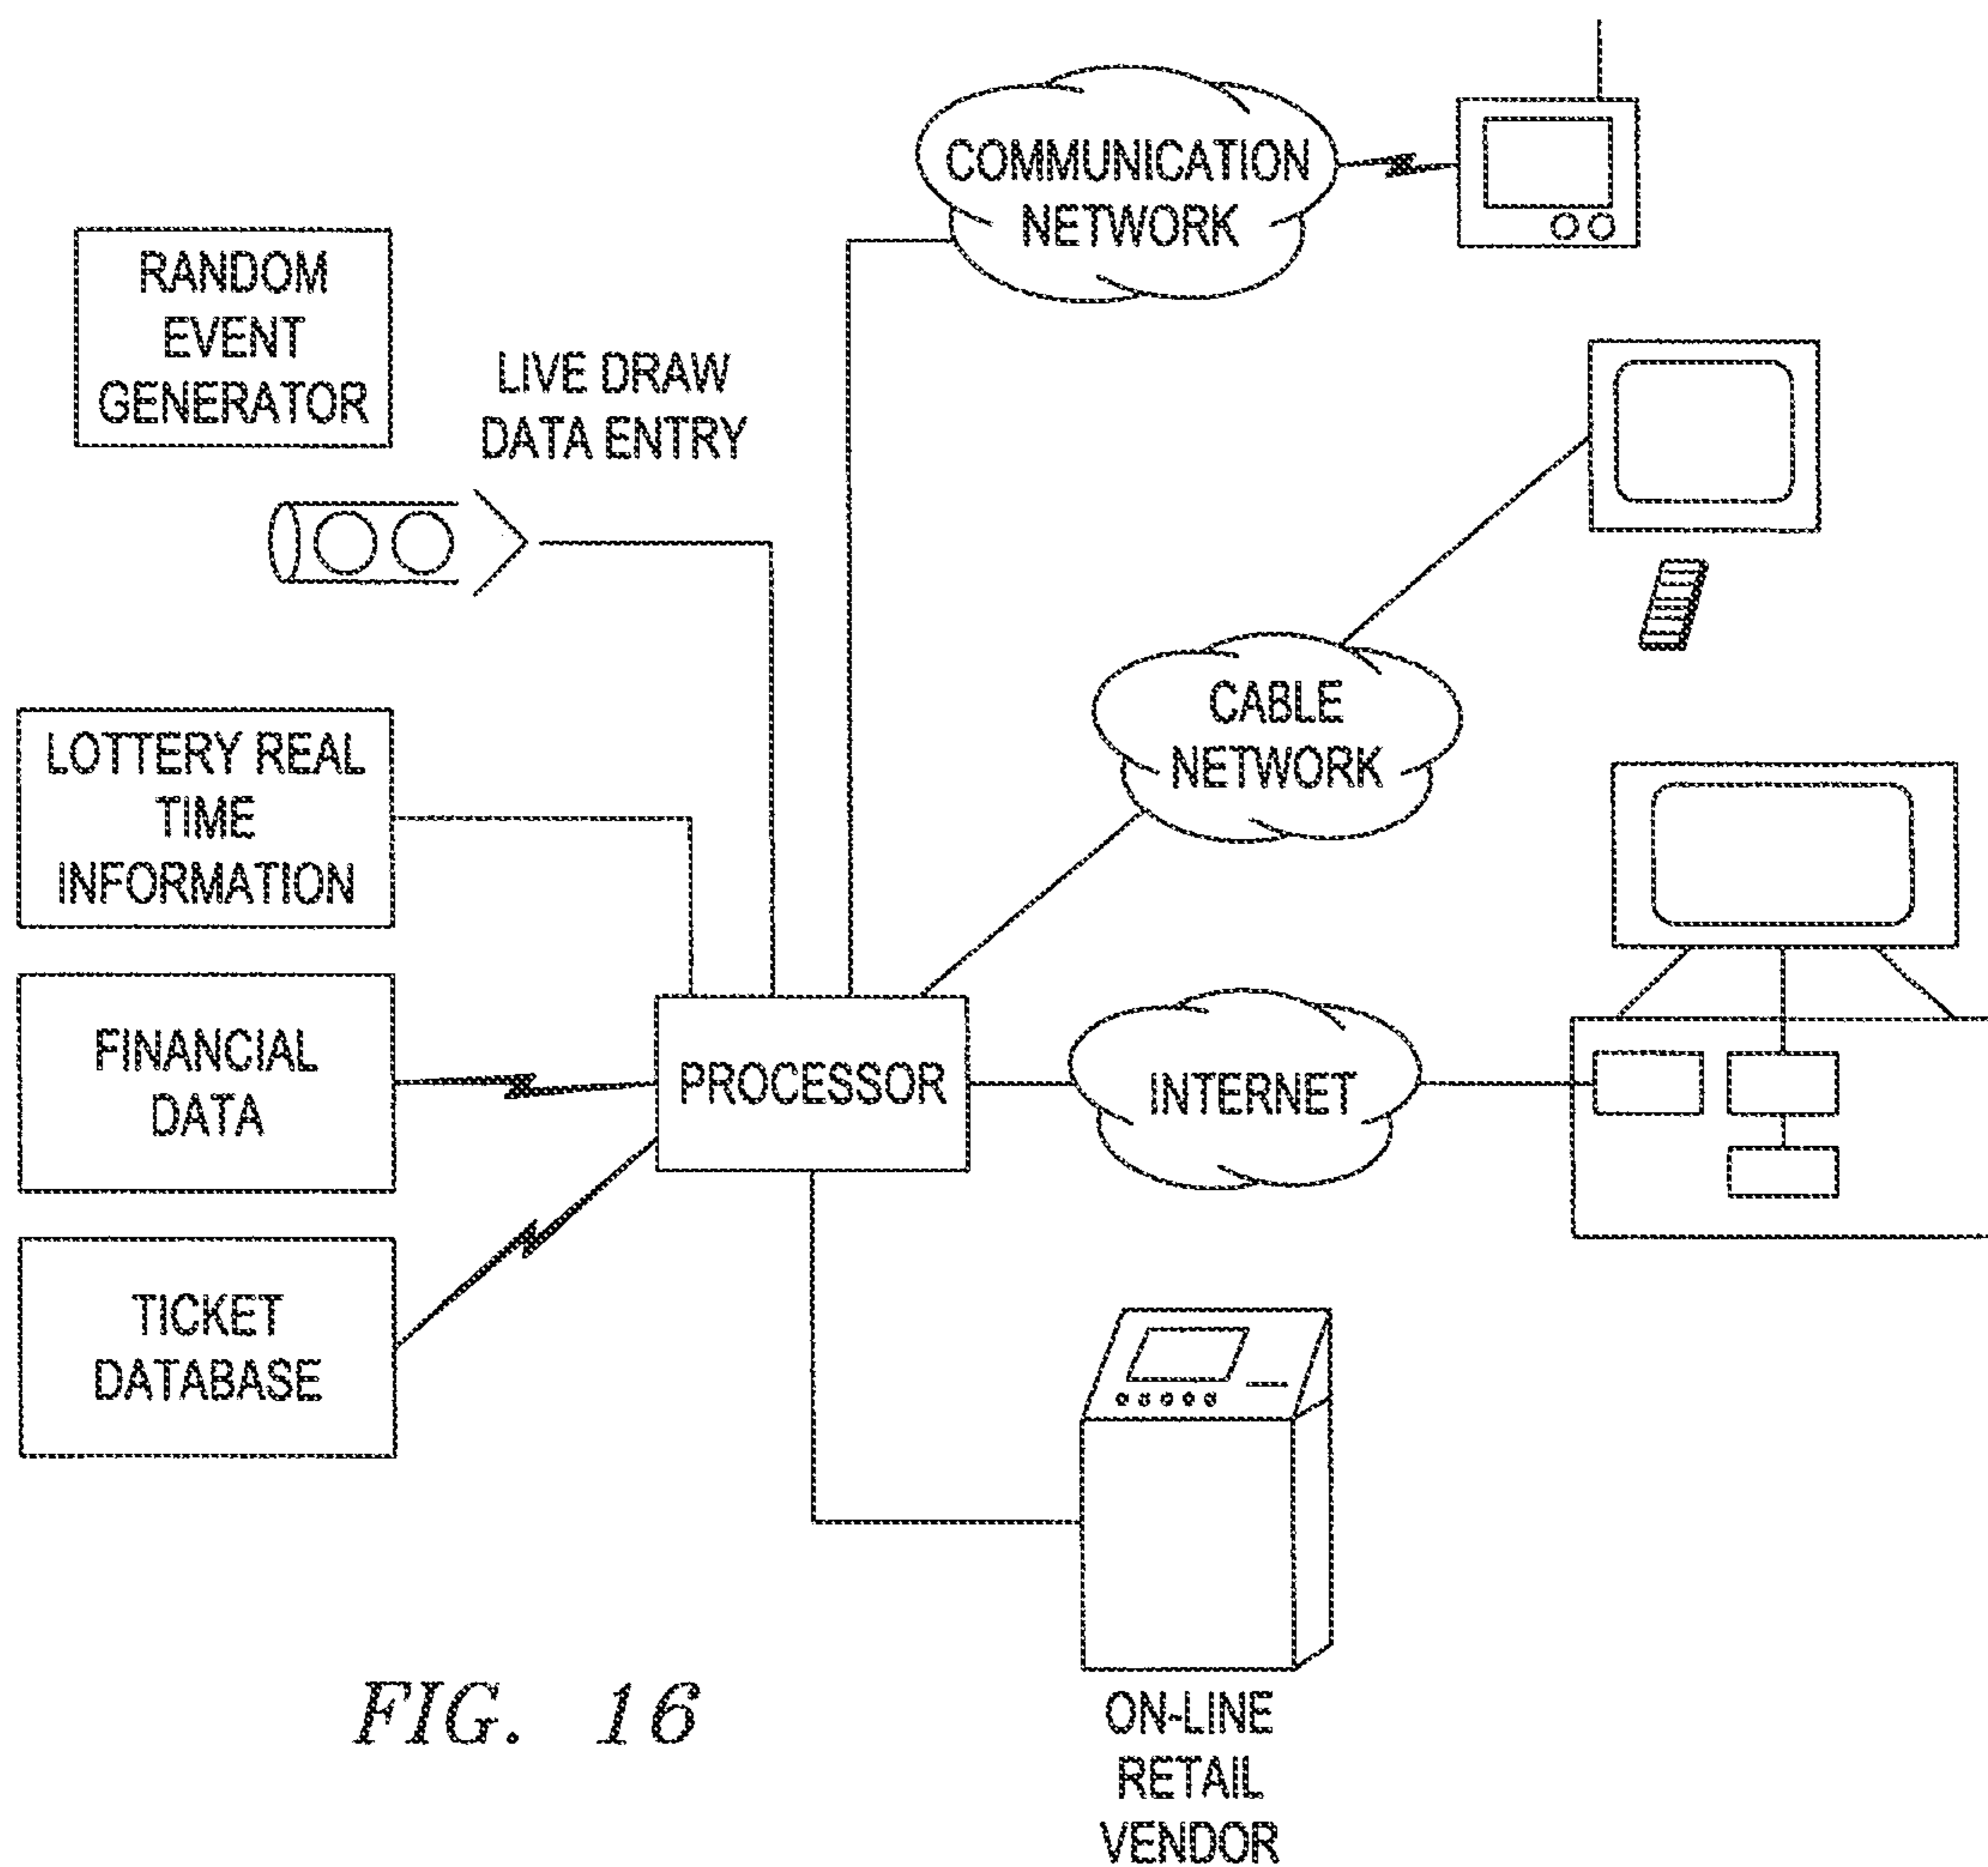 COMMUNICATION
NETWORK
RANDOM
EVENT
GENERATOR
LIVE DRAW
DATA ENTRY
CABLE
NETWORK
LOTTERY REAL
TIME
INFORMATION
FINANCIAL
DATA
PROCESSOR
INTERNET
TICKET
DATABASE
ON-LINE
RETAIL
VENDOR
FIG. 16